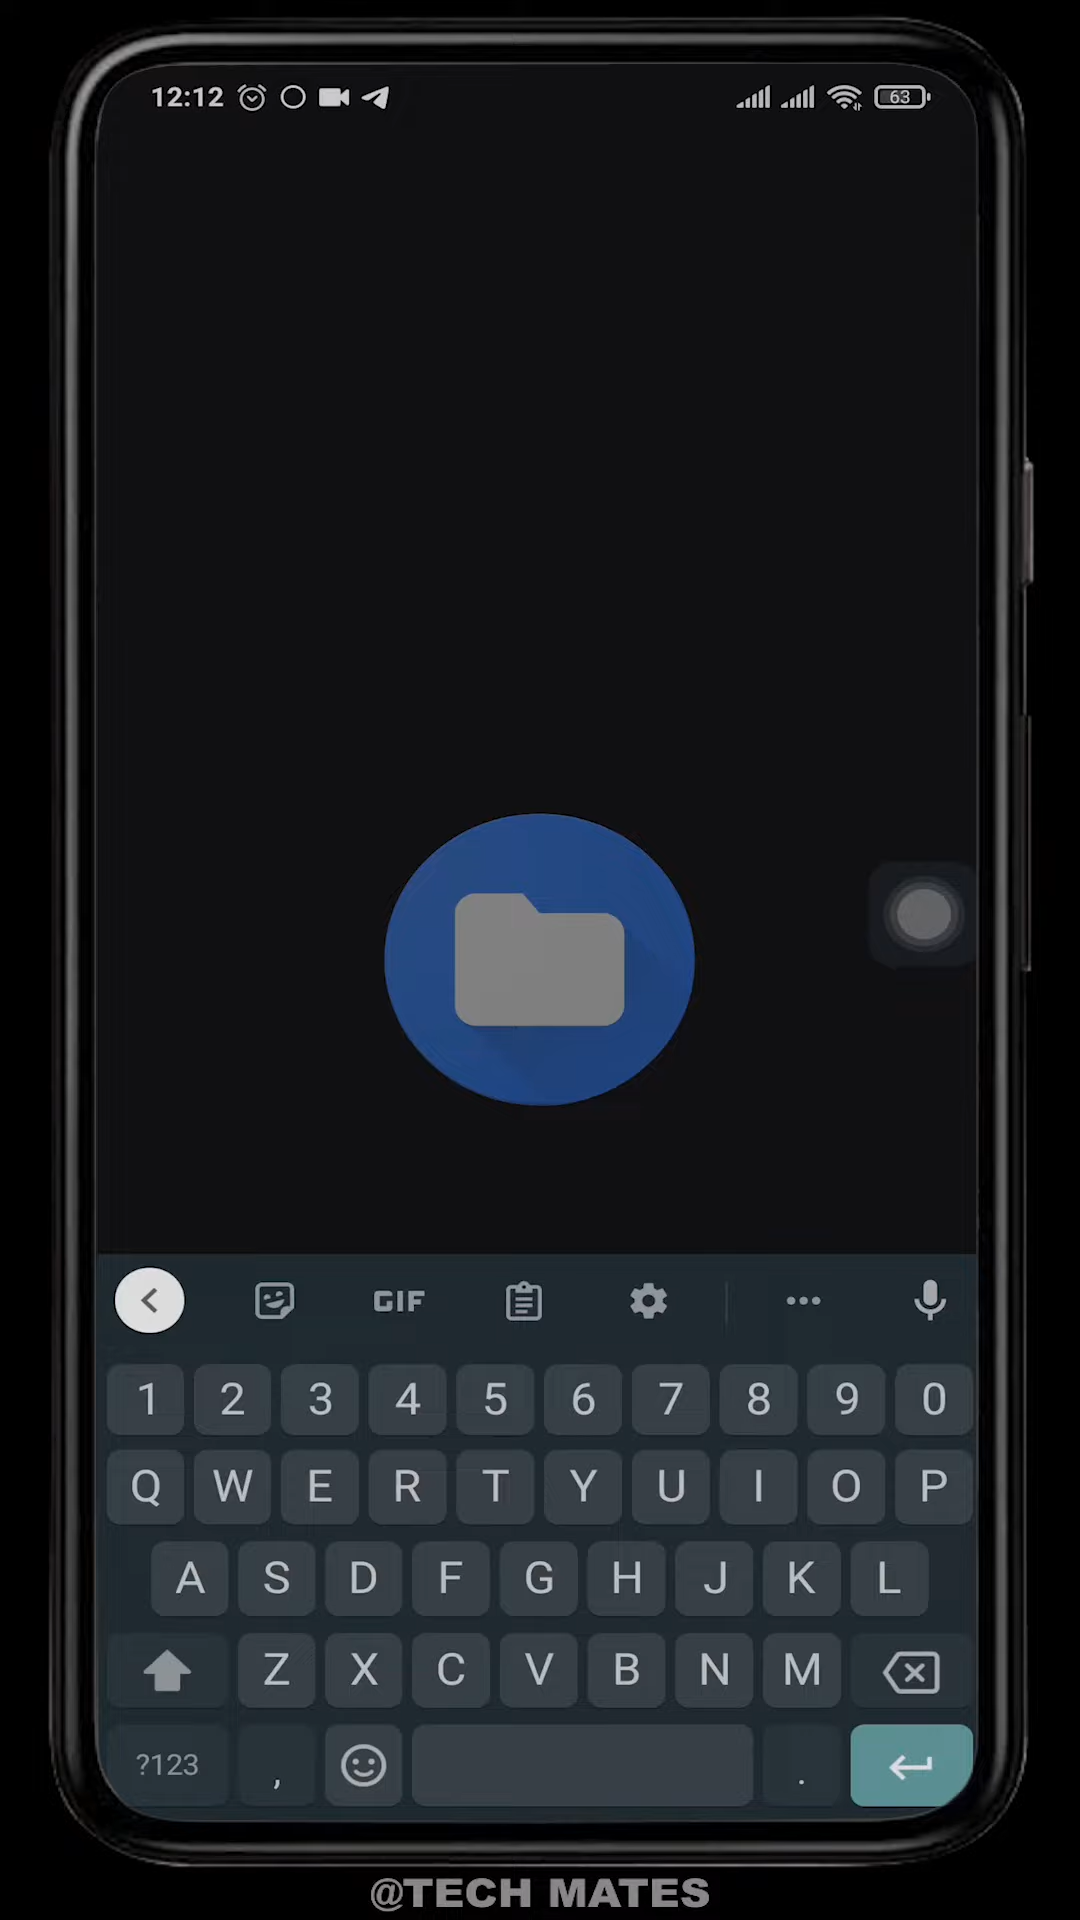 12:12 63
GIF
1 2 3 4 5 6 7 8 9 0
Q W E R T Y U I O P
A S D F G H J K L
Z X C V B N M
?123 , .
@TECH MATES